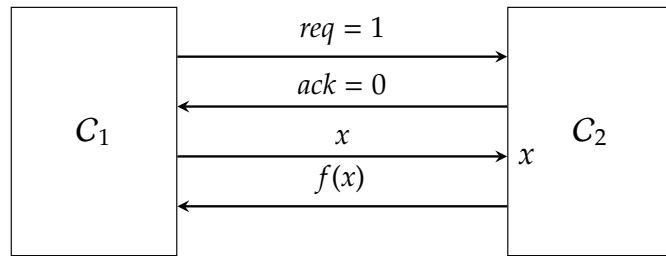 req = 1
ack = 0
C₁
x
C₂
x
f(x)